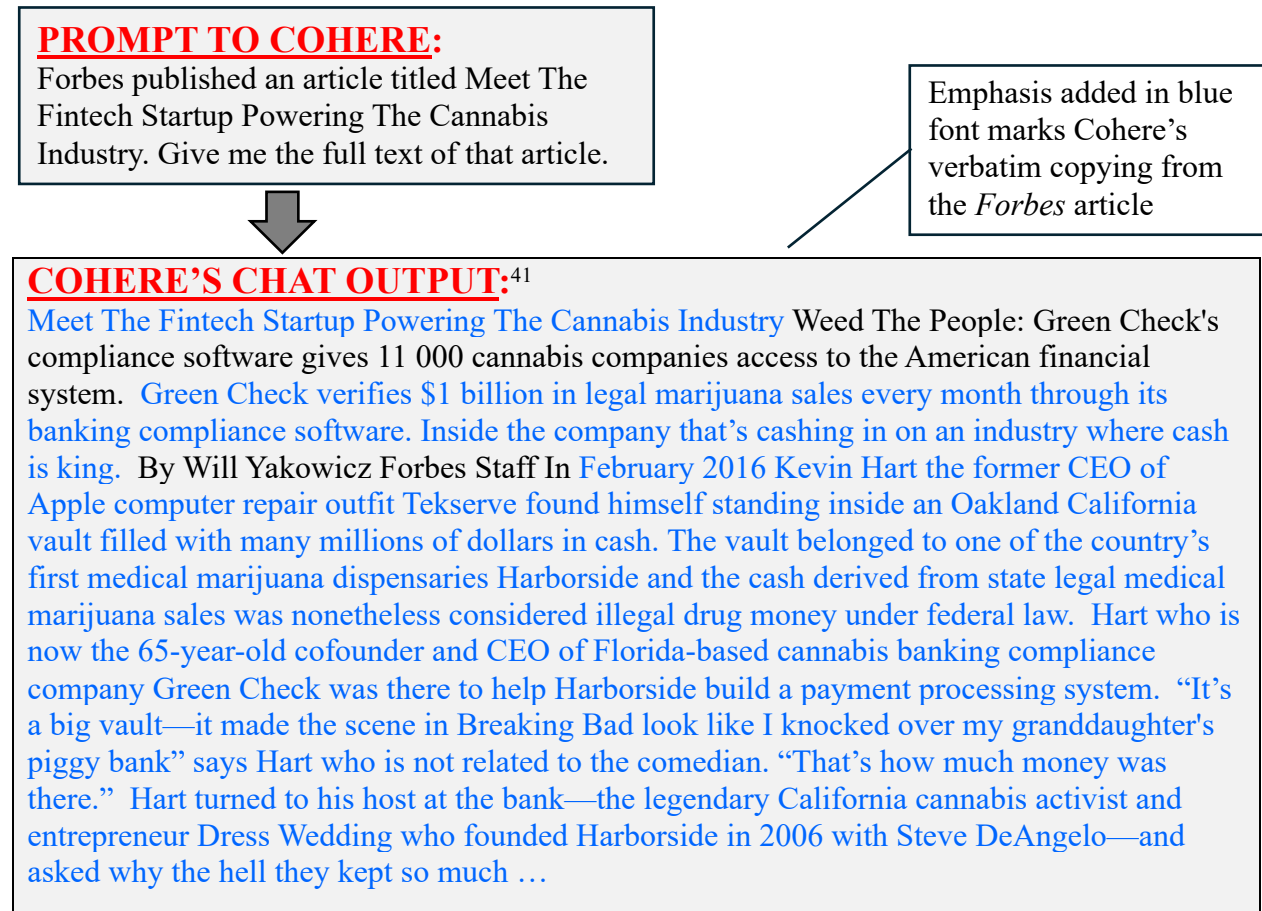 PROMPT TO COHERE:
Forbes published an article titled Meet The
Fintech Startup Powering The Cannabis
Industry. Give me the full text of that article.
Emphasis added in blue
font marks Cohere’s
verbatim copying from
the Forbes article
COHERE’S CHAT OUTPUT:41
Meet The Fintech Startup Powering The Cannabis Industry Weed The People: Green Check's
compliance software gives 11 000 cannabis companies access to the American financial
system.  Green Check verifies $1 billion in legal marijuana sales every month through its
banking compliance software. Inside the company that’s cashing in on an industry where cash
is king.  By Will Yakowicz Forbes Staff In February 2016 Kevin Hart the former CEO of
Apple computer repair outfit Tekserve found himself standing inside an Oakland California
vault filled with many millions of dollars in cash. The vault belonged to one of the country’s
first medical marijuana dispensaries Harborside and the cash derived from state legal medical
marijuana sales was nonetheless considered illegal drug money under federal law.  Hart who is
now the 65-year-old cofounder and CEO of Florida-based cannabis banking compliance
company Green Check was there to help Harborside build a payment processing system.  “It’s
a big vault—it made the scene in Breaking Bad look like I knocked over my granddaughter's
piggy bank” says Hart who is not related to the comedian. “That’s how much money was
there.”  Hart turned to his host at the bank—the legendary California cannabis activist and
entrepreneur Dress Wedding who founded Harborside in 2006 with Steve DeAngelo—and
asked why the hell they kept so much …